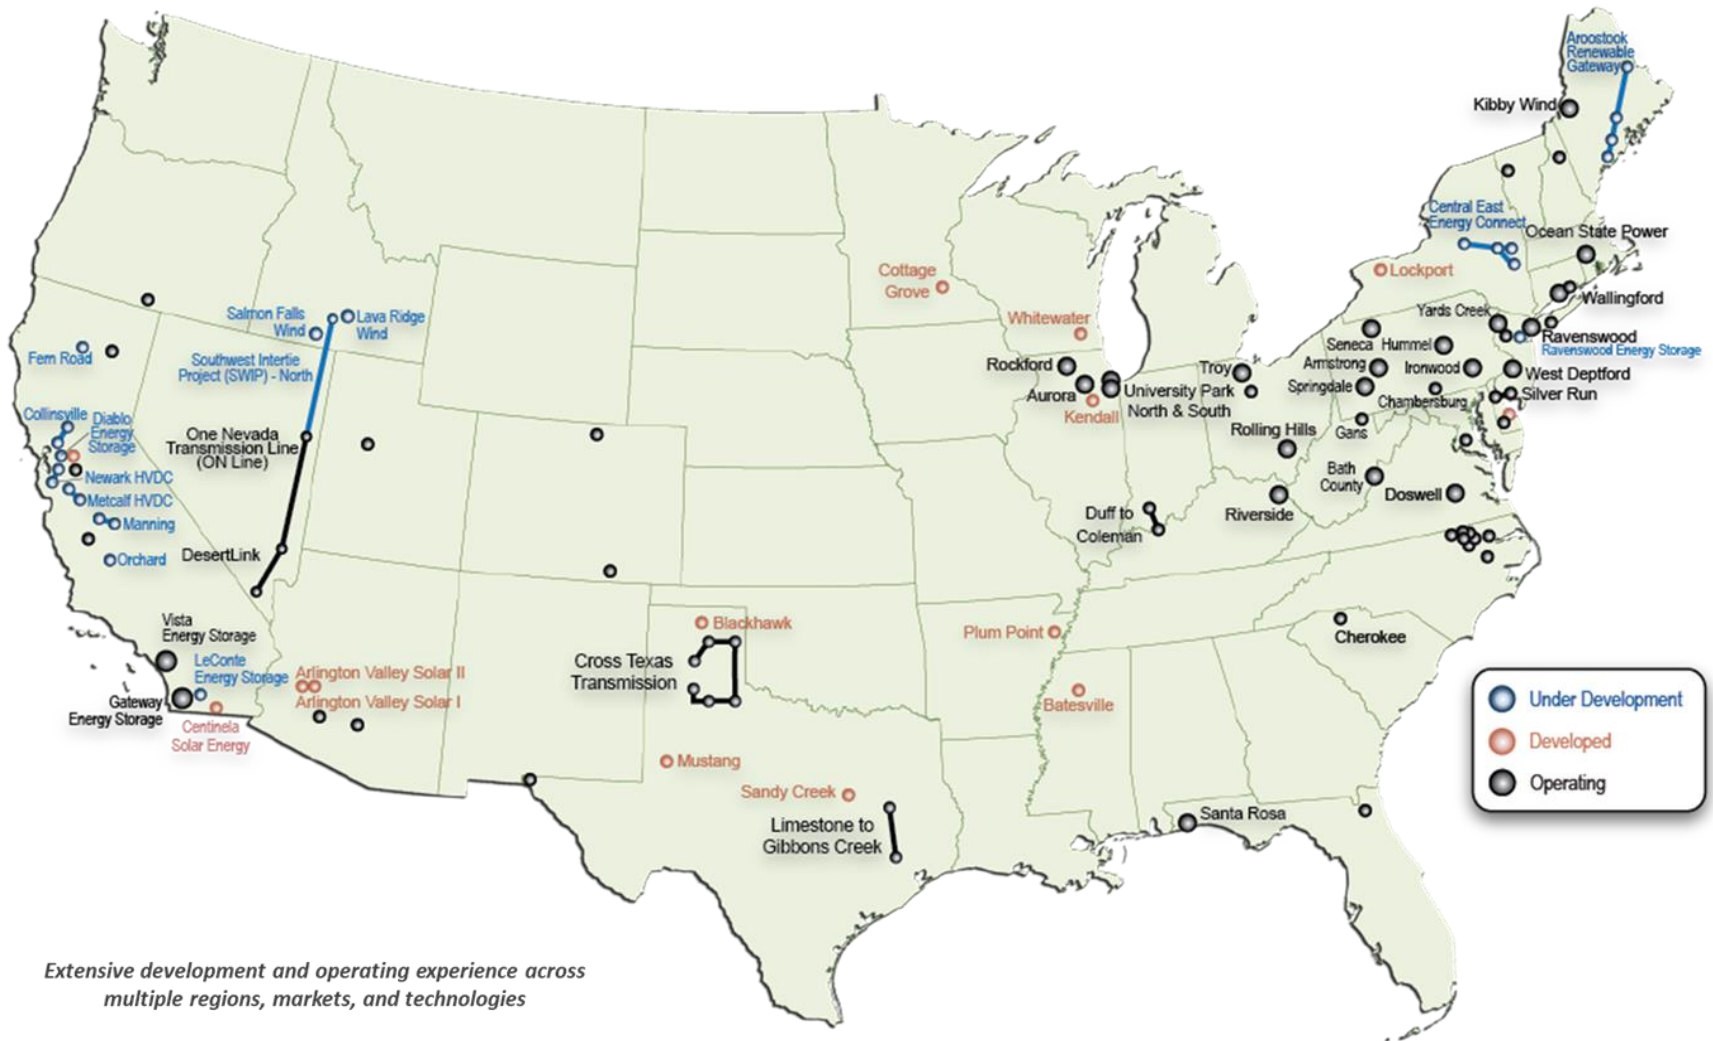 Aroostook
Renewable
Gateway
Kibby Wind
Central East
Energy Connect
Ocean State Power
Lockport
Wallingford
Yards Creek
Ravenswood
Ravenswood Energy Storage
Seneca
Hummel
Armstrong
Ironwood
West Deptford
Springdale
Silver Run
Chambersburg
Gans
Cottage
Grove
Whitewater
Rockford
Aurora
University Park
North & South
Kendall
Troy
Rolling Hills
Bath
County
Doswell
Riverside
Duff to
Coleman
Salmon Falls
Wind
Lava Ridge
Wind
Fern Road
Southwest Intertie
Project (SWIP) - North
Collinsville
Diablo
Energy
Storage
One Nevada
Transmission Line
(ON Line)
Newark HVDC
Metcalf HVDC
Manning
DesertLink
Orchard
Vista
Energy Storage
LeConte
Energy Storage
Gateway
Energy Storage
Centinela
Solar Energy
Arlington Valley Solar II
Arlington Valley Solar I
Blackhawk
Cross Texas
Transmission
Plum Point
Cherokee
Batesville
Mustang
Sandy Creek
Limestone to
Gibbons Creek
Santa Rosa
Under Development
Developed
Operating
Extensive development and operating experience across
multiple regions, markets, and technologies